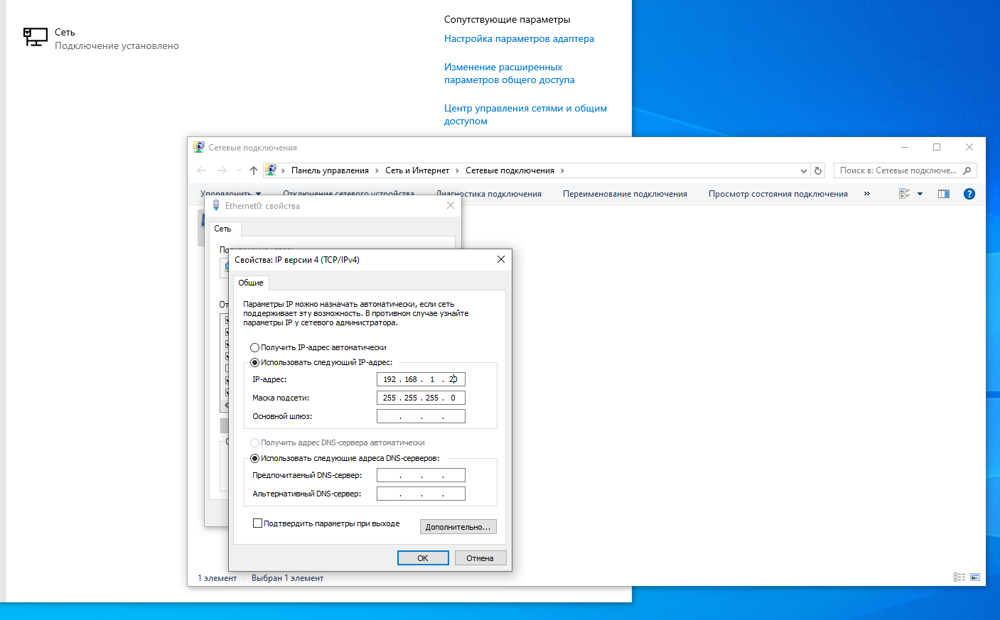 Сеть
Подключение установлено
Сопутствующие параметры
Настройка параметров адаптера
Изменение расширенных
параметров общего доступа
Центр управления сетями и общим
доступом
Сетевые подключения
Панель управления
Сеть и Интернет
Сетевые подключения
Поиск в: Сетевые подключе...
Упорядочить
Отключение сетевого устройства
Диагностика подключения
Переименование подключения
Просмотр состояния подключения
»
Ethernet0: свойства
Сеть
Свойства: IP версии 4 (TCP/IPv4)
Общие
Параметры IP можно назначать автоматически, если сеть
поддерживает эту возможность. В противном случае узнайте
параметры IP у сетевого администратора.
Получить IP-адрес автоматически
Использовать следующий IP-адрес:
IP-адрес: 192 . 168 . 1 . 20
Маска подсети: 255 . 255 . 255 . 0
Основной шлюз: . . .
Получить адрес DNS-сервера автоматически
Использовать следующие адреса DNS-серверов:
Предпочитаемый DNS-сервер: . . .
Альтернативный DNS-сервер: . . .
Подтвердить параметры при выходе
Дополнительно...
ОК
Отмена
1 элемент
Выбран 1 элемент